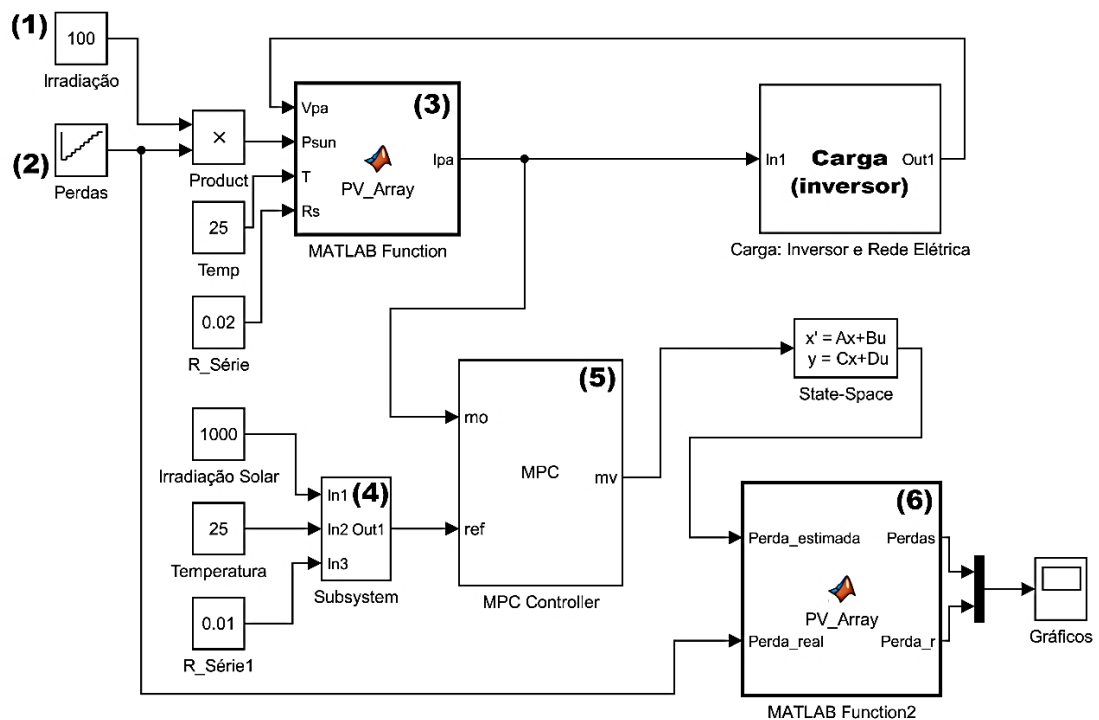 (1)
100
Irradiação
(2)
Perdas
×
Product
25
Temp
0.02
R_Série
(3)
Vpa
Psun
T
Rs
Ipa
PV_Array
MATLAB Function
In1
Carga
(inversor)
Out1
Carga: Inversor e Rede Elétrica
1000
Irradiação Solar
25
Temperatura
0.01
R_Série1
(4)
In1
In2
Out1
In3
Subsystem
(5)
mo
MPC
mv
ref
MPC Controller
x' = Ax+Bu
y = Cx+Du
State-Space
(6)
Perda_estimada
Perdas
PV_Array
Perda_real
Perda_r
MATLAB Function2
Gráficos